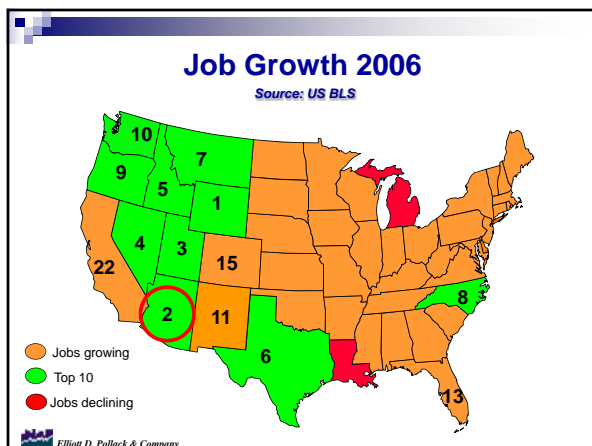 Job Growth 2006
Source: US BLS
10
7
9
5
1
4
3
15
22
2
11
8
6
13
Jobs growing
Top 10
Jobs declining
Elliott D. Pollack & Company